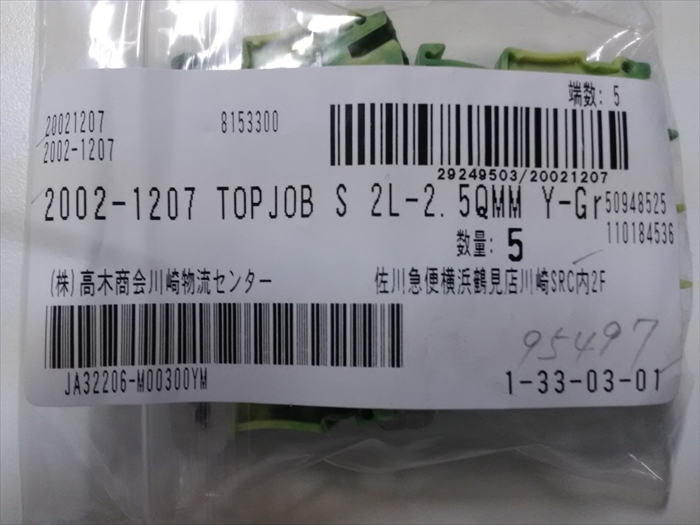 端数: 5
20021207 8153300
2002-1207
29249503/20021207
2002-1207 TOPJOB S 2L-2.5QMM Y-Gr 50948525
110184536
数量: 5
(株)高木商会川崎物流センター 佐川急便横浜鶴見店川崎SRC内2F
95497
JA32206-M00300YM 1-33-03-01